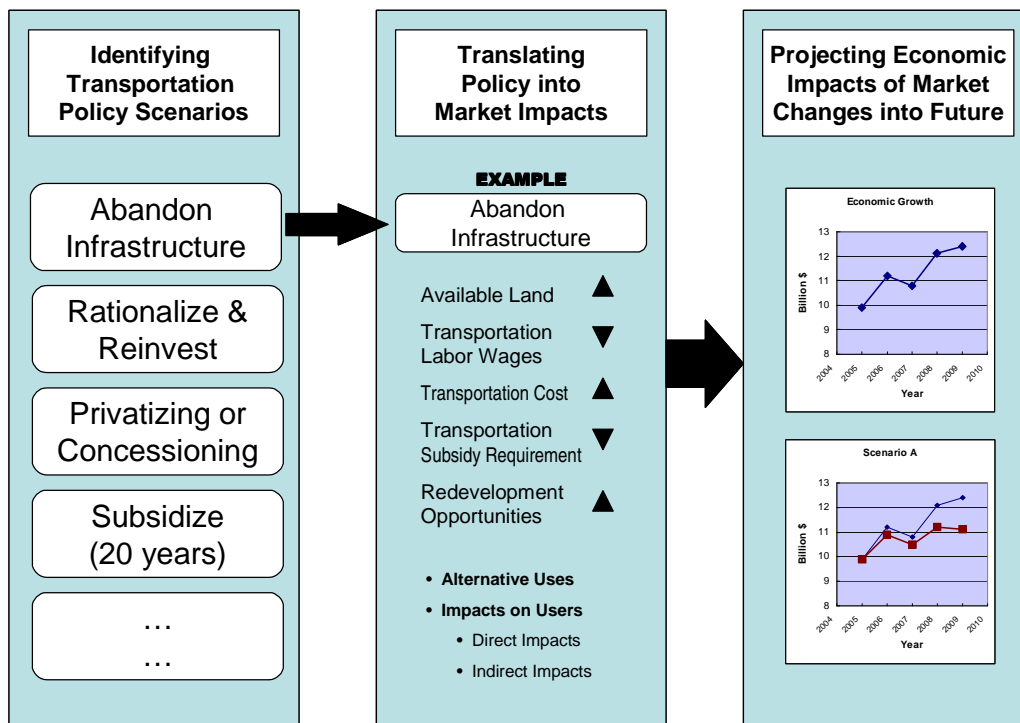 Identifying
Transportation
Policy Scenarios
Abandon
Infrastructure
Rationalize &
Reinvest
Privatizing or
Concessioning
Subsidize
(20 years)
…
…
Translating
Policy into
Market Impacts
EXAMPLE
Abandon
Infrastructure
Available Land
Transportation
Labor Wages
Transportation Cost
Transportation
Subsidy Requirement
Redevelopment
Opportunities
• Alternative Uses
• Impacts on Users
• Direct Impacts
• Indirect Impacts
Projecting Economic
Impacts of Market
Changes into Future
Economic Growth
Billion $
13
12
11
10
9
8
2004 2005 2006 2007 2008 2009 2010
Year
Scenario A
Billion $
13
12
11
10
9
8
2004 2005 2006 2007 2008 2009 2010
Year